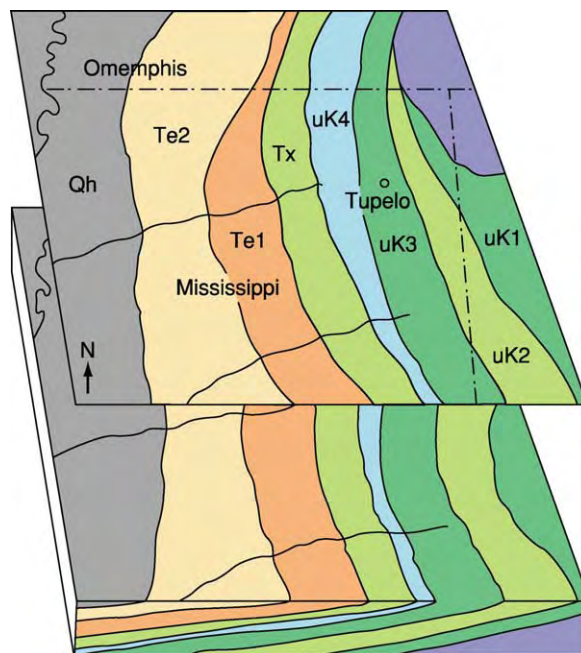 Omemphis
uK4
Te2
Tx
Qh
Tupelo
uK1
Te1
uK3
Mississippi
uK2
N